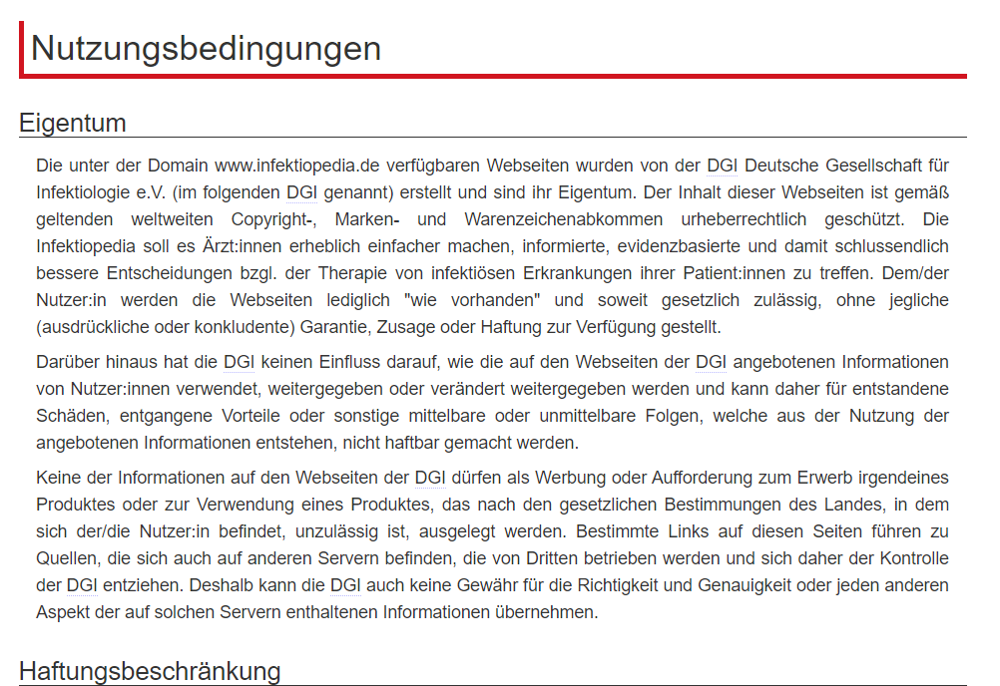 Nutzungsbedingungen
Eigentum
Die unter der Domain www.infektiopedia.de verfügbaren Webseiten wurden von der DGI Deutsche Gesellschaft für
Infektiologie e.V. (im folgenden DGI genannt) erstellt und sind ihr Eigentum. Der Inhalt dieser Webseiten ist gemäß
geltenden weltweiten Copyright-, Marken- und Warenzeichenabkommen urheberrechtlich geschützt. Die
Infektiopedia soll es Ärzt:innen erheblich einfacher machen, informierte, evidenzbasierte und damit schlussendlich
bessere Entscheidungen bzgl. der Therapie von infektiösen Erkrankungen ihrer Patient:innen zu treffen. Dem/der
Nutzer:in werden die Webseiten lediglich "wie vorhanden" und soweit gesetzlich zulässig, ohne jegliche
(ausdrückliche oder konkludente) Garantie, Zusage oder Haftung zur Verfügung gestellt.
Darüber hinaus hat die DGI keinen Einfluss darauf, wie die auf den Webseiten der DGI angebotenen Informationen
von Nutzer:innen verwendet, weitergegeben oder verändert weitergegeben werden und kann daher für entstandene
Schäden, entgangene Vorteile oder sonstige mittelbare oder unmittelbare Folgen, welche aus der Nutzung der
angebotenen Informationen entstehen, nicht haftbar gemacht werden.
Keine der Informationen auf den Webseiten der DGI dürfen als Werbung oder Aufforderung zum Erwerb irgendeines
Produktes oder zur Verwendung eines Produktes, das nach den gesetzlichen Bestimmungen des Landes, in dem
sich der/die Nutzer:in befindet, unzulässig ist, ausgelegt werden. Bestimmte Links auf diesen Seiten führen zu
Quellen, die sich auch auf anderen Servern befinden, die von Dritten betrieben werden und sich daher der Kontrolle
der DGI entziehen. Deshalb kann die DGI auch keine Gewähr für die Richtigkeit und Genauigkeit oder jeden anderen
Aspekt der auf solchen Servern enthaltenen Informationen übernehmen.
Haftungsbeschränkung